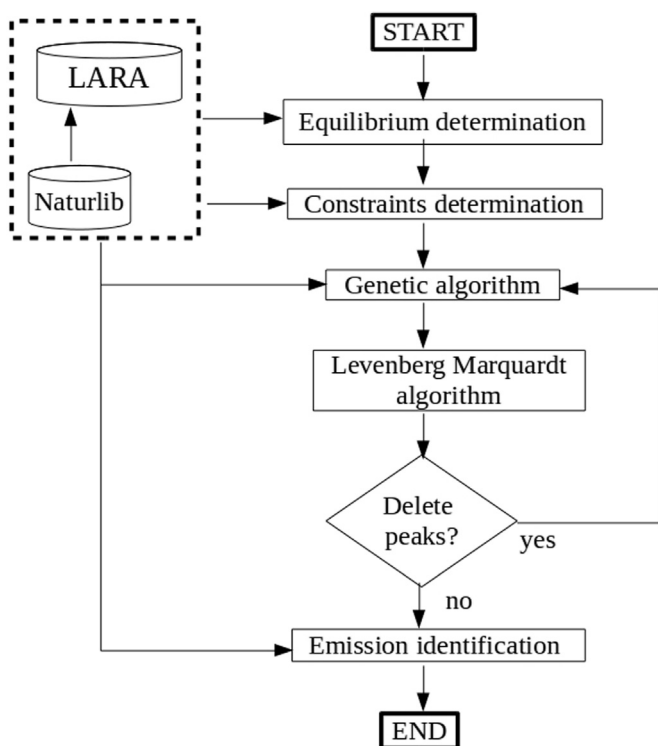 START
LARA
Equilibrium determination
Naturlib
Constraints determination
Genetic algorithm
Levenberg Marquardt
algorithm
Delete
peaks?
yes
no
Emission identification
END